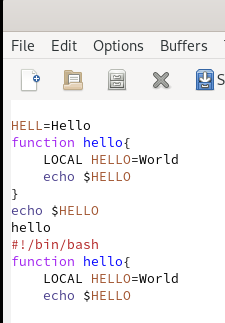 File Edit Options Buffers
S
HELL=Hello
function hello{
    LOCAL HELLO=World
    echo $HELLO
}
echo $HELLO
hello
#!/bin/bash
function hello{
    LOCAL HELLO=World
    echo $HELLO